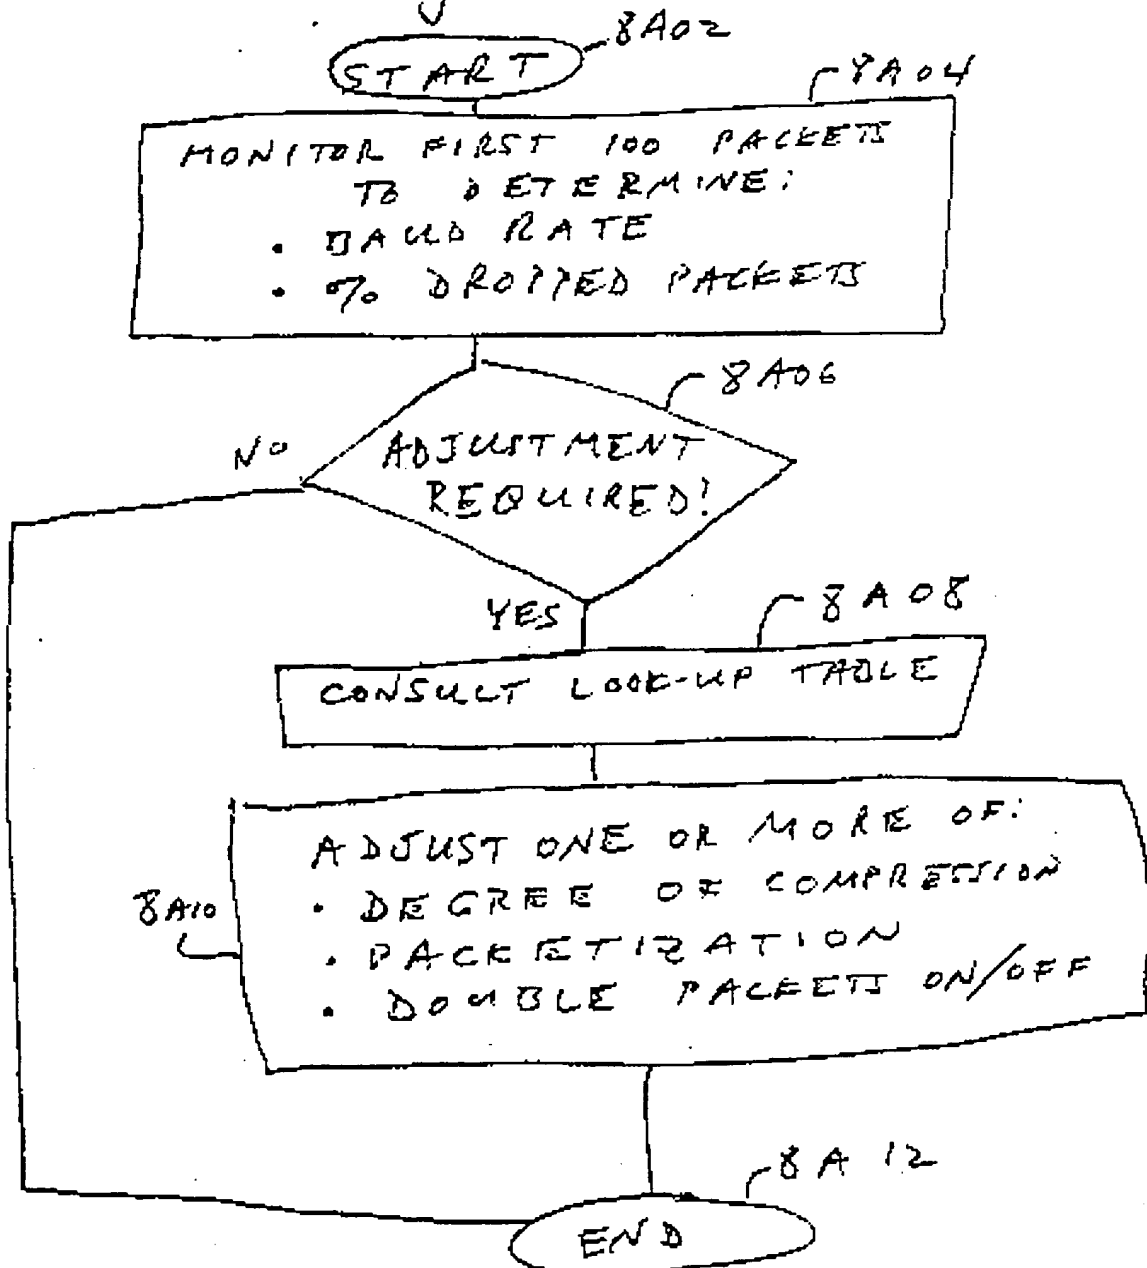 8A02
START
8A04
MONITOR FIRST 100 PACKETS
TO DETERMINE:
• BAUD RATE
• % DROPPED PACKETS
8A06
NO
ADJUSTMENT
REQUIRED?
YES
8A08
CONSULT LOOK-UP TABLE
ADJUST ONE OR MORE OF:
8A10
• DEGREE OF COMPRESSION
• PACKETIZATION
• DOUBLE PACKETS ON/OFF
8A12
END